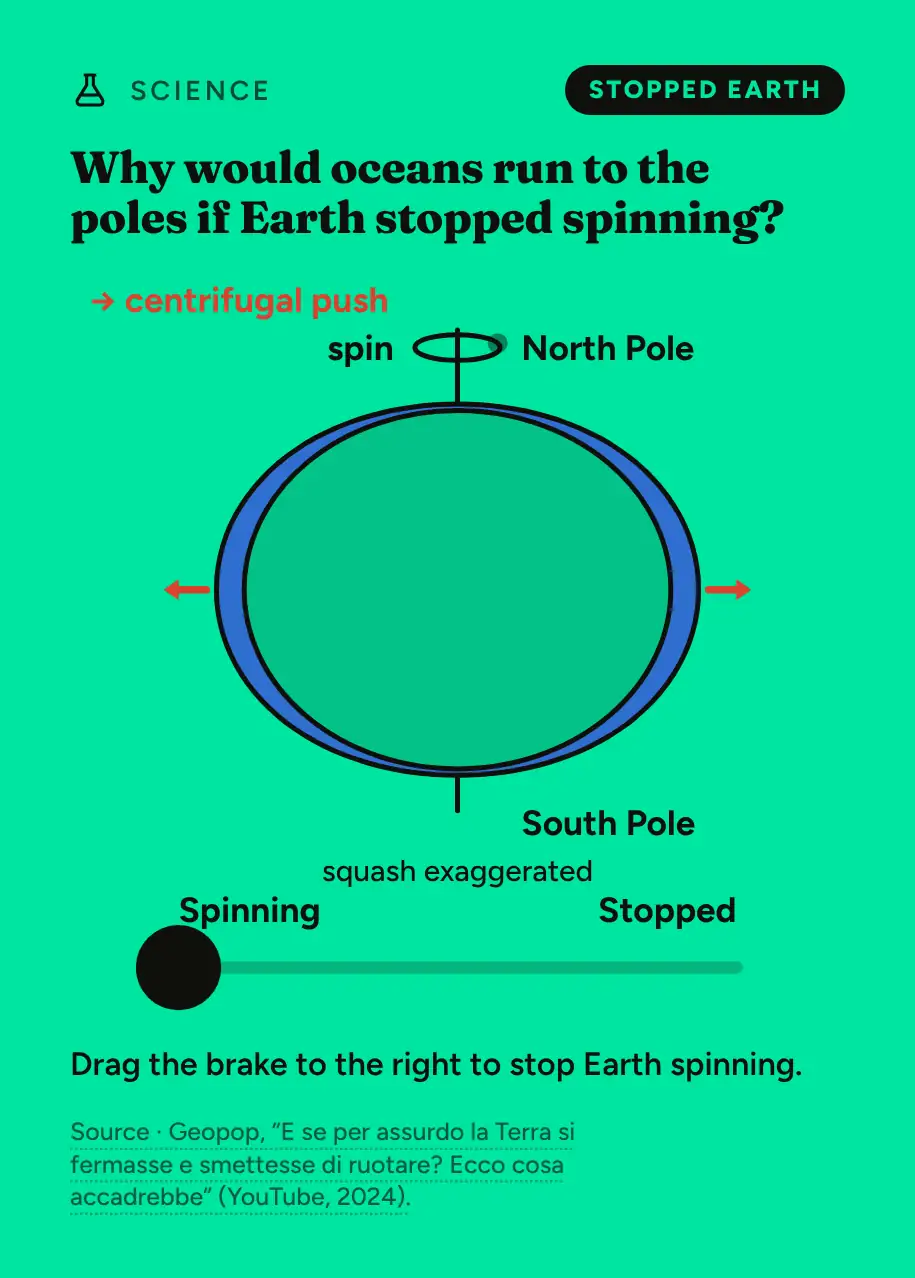 SCIENCE
STOPPED EARTH
Why would oceans run to the
poles if Earth stopped spinning?
→ centrifugal push
spin
North Pole
South Pole
squash exaggerated
Spinning
Stopped
Drag the brake to the right to stop Earth spinning.
Source · Geopop, “E se per assurdo la Terra si
fermasse e smettesse di ruotare? Ecco cosa
accadrebbe” (YouTube, 2024).